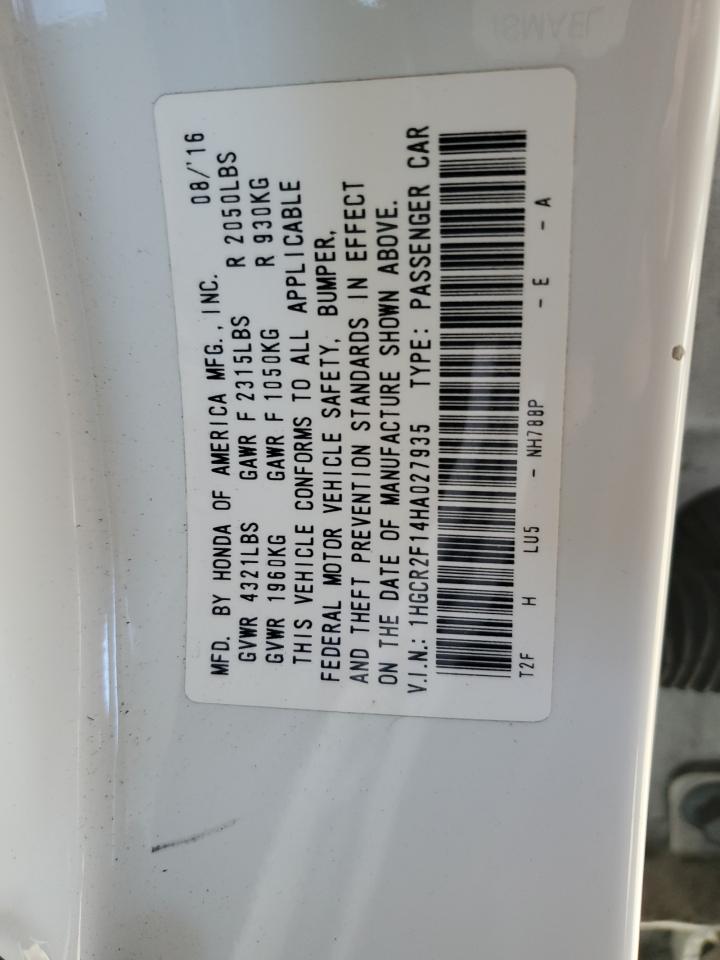 MFD. BY HONDA OF AMERICA MFG., INC. 08/'16
GVWR 4321LBS GAWR F 2315LBS R 2050LBS
GVWR 1960KG GAWR F 1050KG R 930KG
THIS VEHICLE CONFORMS TO ALL APPLICABLE
FEDERAL MOTOR VEHICLE SAFETY, BUMPER,
AND THEFT PREVENTION STANDARDS IN EFFECT
ON THE DATE OF MANUFACTURE SHOWN ABOVE.
V.I.N.: 1HGCR2F14HA027935 TYPE: PASSENGER CAR
T2F H LU5 - NH788P - E - A
ISMAEL